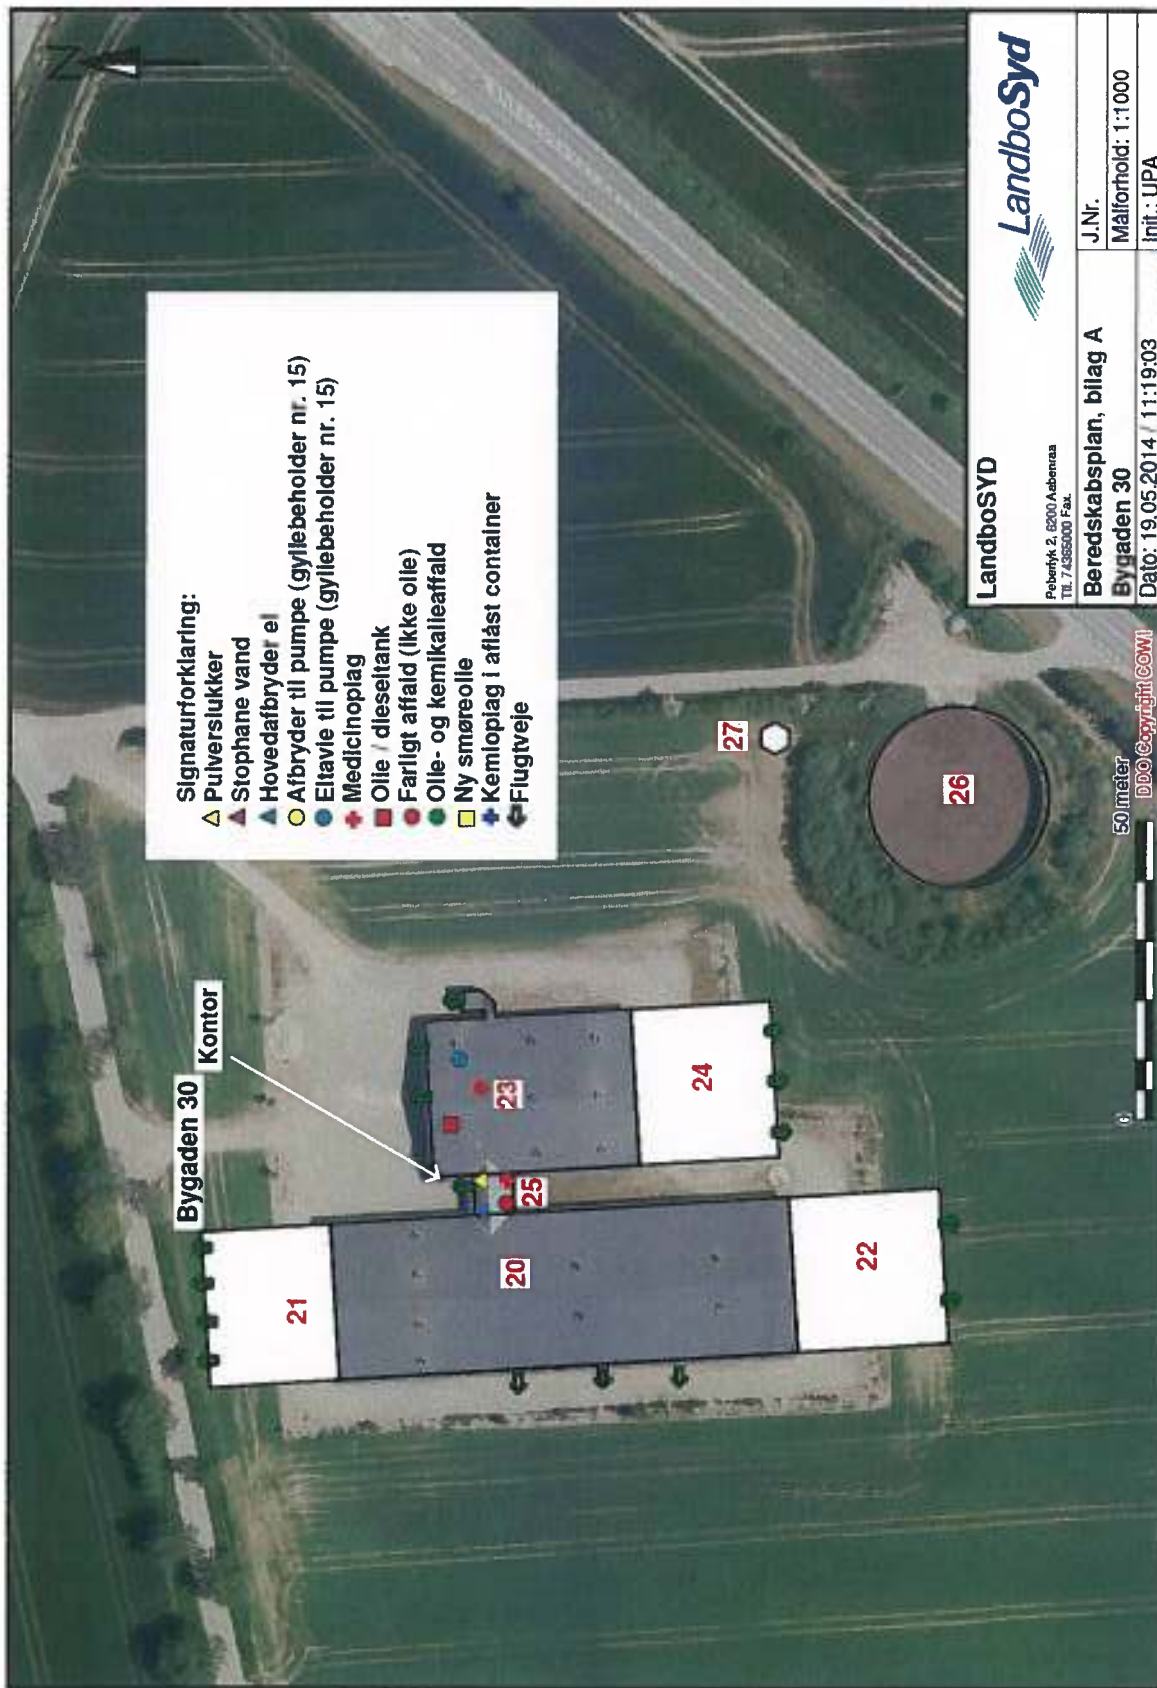 N
Signaturforklaring:
Pulverslukker
Stophane vand
Hovedafbryder el
Afbryder til pumpe (gyllebeholder nr. 15)
Eltavle til pumpe (gyllebeholder nr. 15)
Medicinoplag
Olie / dieseltank
Farligt affald (ikke olie)
Olie- og kemikalieaffald
Ny smøreolie
Kemioplag i aflåst container
Flugtveje
Bygaden 30
Kontor
21
20
22
25
23
24
27
26
0
50 meter
DDO Copyright COWI
LandboSYD
LandboSyd
Peberlyk 2, 6200 Aabenraa
Tlf. 74365000 Fax.
Beredskabsplan, bilag A
Bygaden 30
Dato: 19.05.2014 / 11:19:03
J.Nr.
Målforhold: 1:1000
Init.: UPA